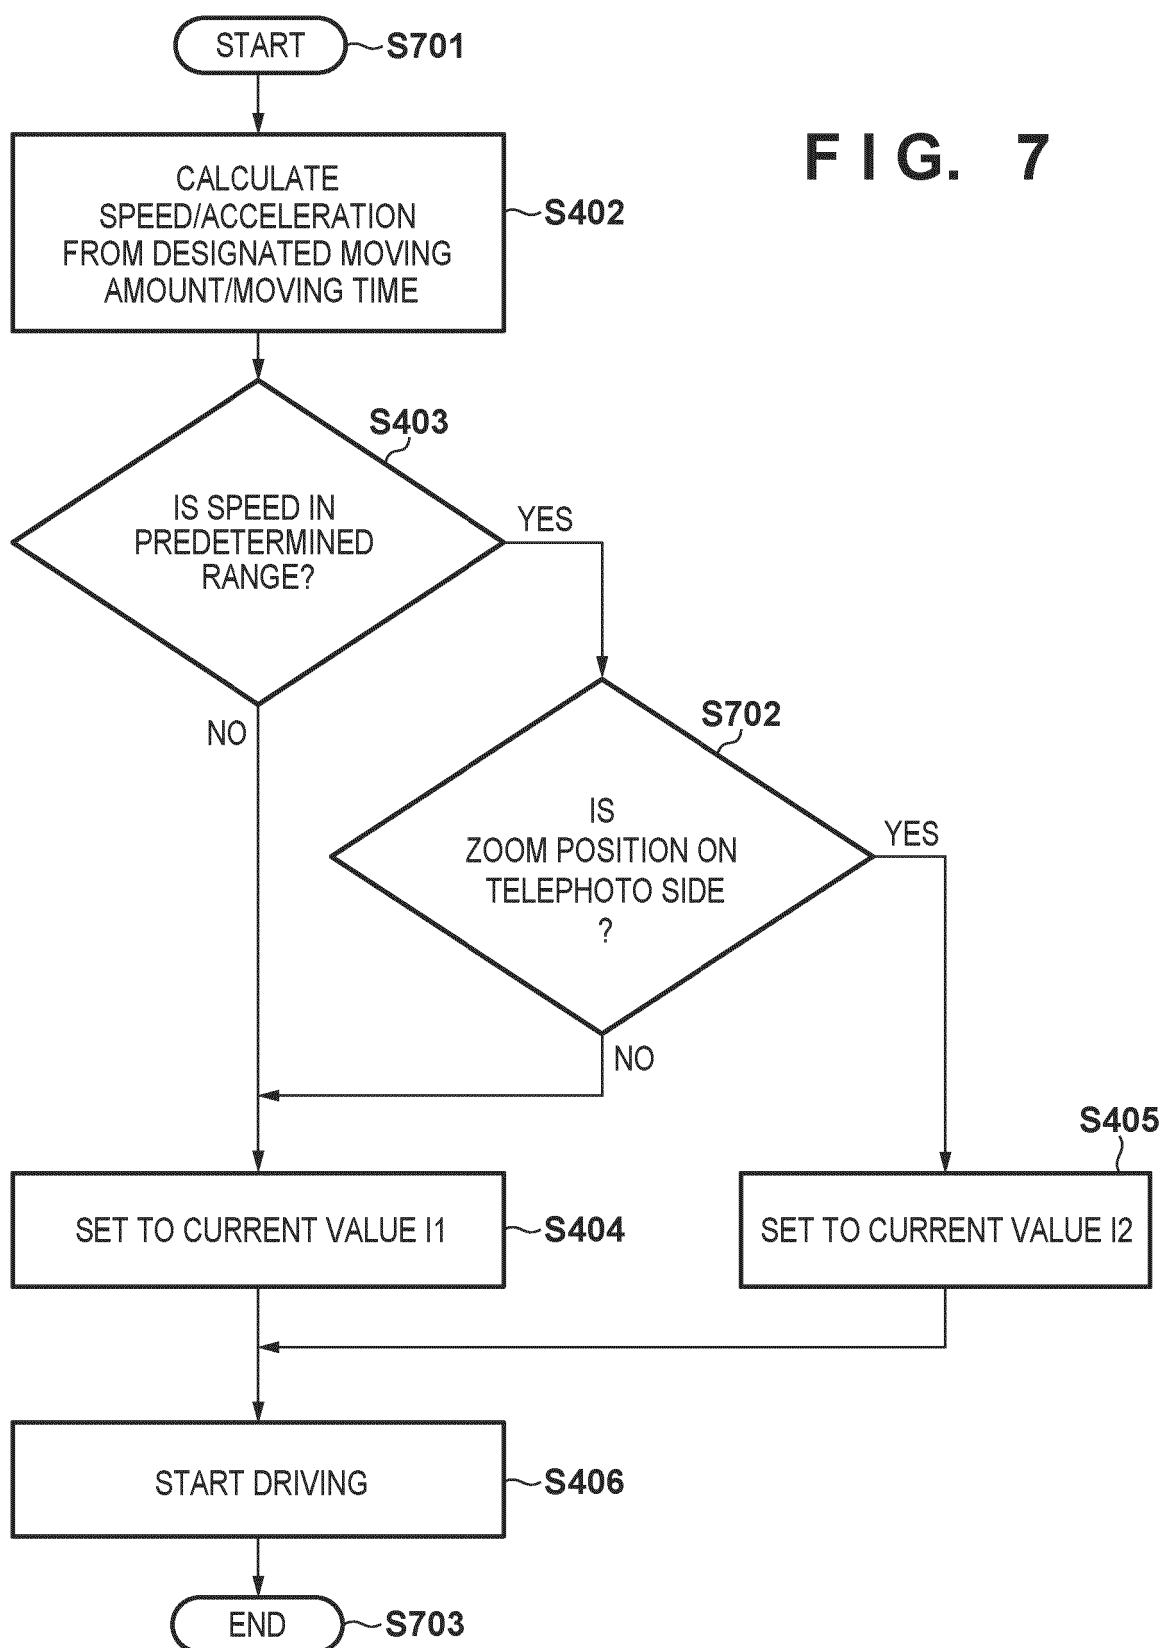 START
S701
FIG. 7
CALCULATE
SPEED/ACCELERATION
FROM DESIGNATED MOVING
AMOUNT/MOVING TIME
S402
S403
IS SPEED IN
PREDETERMINED
RANGE?
YES
NO
S702
IS
ZOOM POSITION ON
TELEPHOTO SIDE
?
YES
NO
S405
SET TO CURRENT VALUE I1
S404
SET TO CURRENT VALUE I2
START DRIVING
S406
END
S703